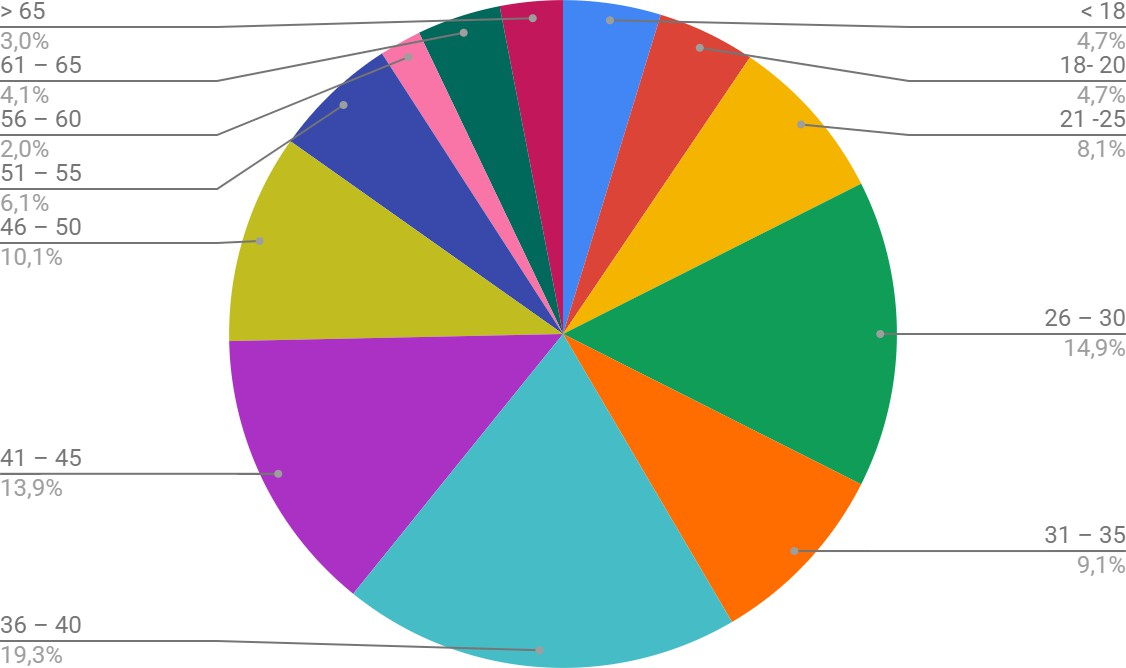 > 65
3,0%
61 – 65
4,1%
56 – 60
2,0%
51 – 55
6,1%
46 – 50
10,1%
41 – 45
13,9%
36 – 40
19,3%
< 18
4,7%
18- 20
4,7%
21 -25
8,1%
26 – 30
14,9%
31 – 35
9,1%